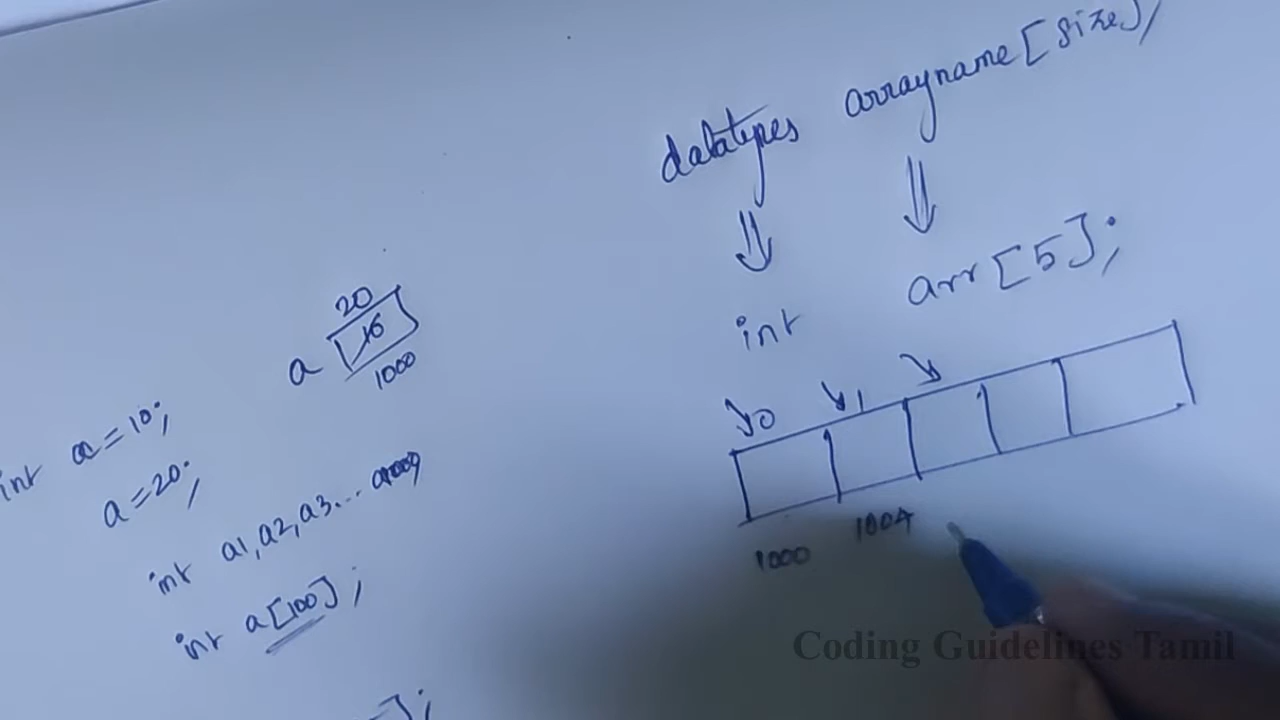 datatypes arrayname[size];
int arr[5];
0 1
1000 1004
20
a 10
1000
int a=10;
a=20;
int a1,a2,a3...
int a[100];
];
Coding Guidelines Tamil